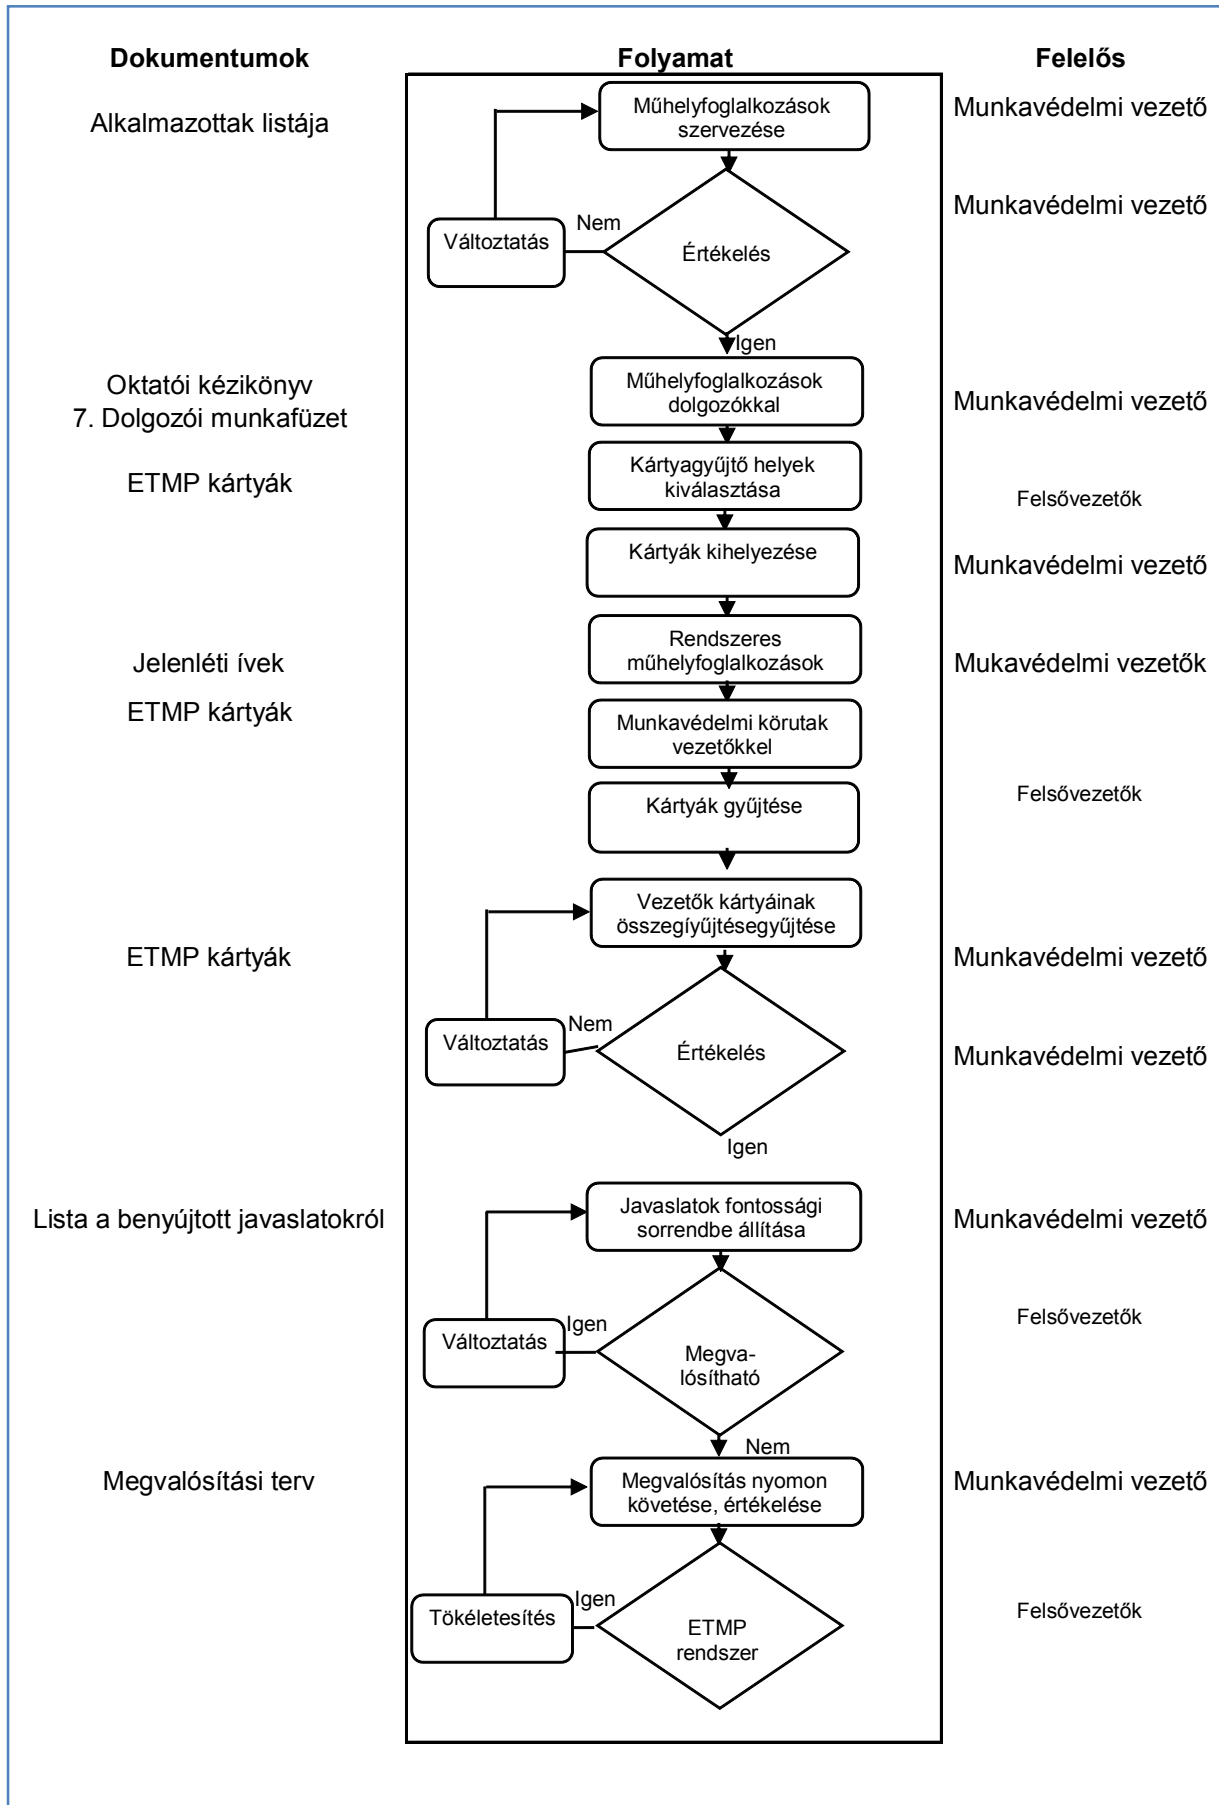 Dokumentumok
Folyamat
Felelős
Alkalmazottak listája
Műhelyfoglalkozások
szervezése
Munkavédelmi vezető
Változtatás
Nem
Értékelés
Munkavédelmi vezető
Igen
Oktatói kézikönyv
7. Dolgozói munkafüzet
Műhelyfoglalkozások
dolgozókkal
Munkavédelmi vezető
ETMP kártyák
Kártyagyűjtő helyek
kiválasztása
Felsővezetők
Kártyák kihelyezése
Munkavédelmi vezető
Jelenléti ívek
Rendszeres
műhelyfoglalkozások
Mukavédelmi vezetők
ETMP kártyák
Munkavédelmi körutak
vezetőkkel
Kártyák gyűjtése
Felsővezetők
Vezetők kártyáinak
összegíyűjtésegyűjtése
ETMP kártyák
Munkavédelmi vezető
Változtatás
Nem
Értékelés
Munkavédelmi vezető
Igen
Lista a benyújtott javaslatokról
Javaslatok fontossági
sorrendbe állítása
Munkavédelmi vezető
Változtatás
Igen
Megva-
lósítható
Felsővezetők
Nem
Megvalósítási terv
Megvalósítás nyomon
követése, értékelése
Munkavédelmi vezető
Tökéletesítés
Igen
ETMP
rendszer
Felsővezetők